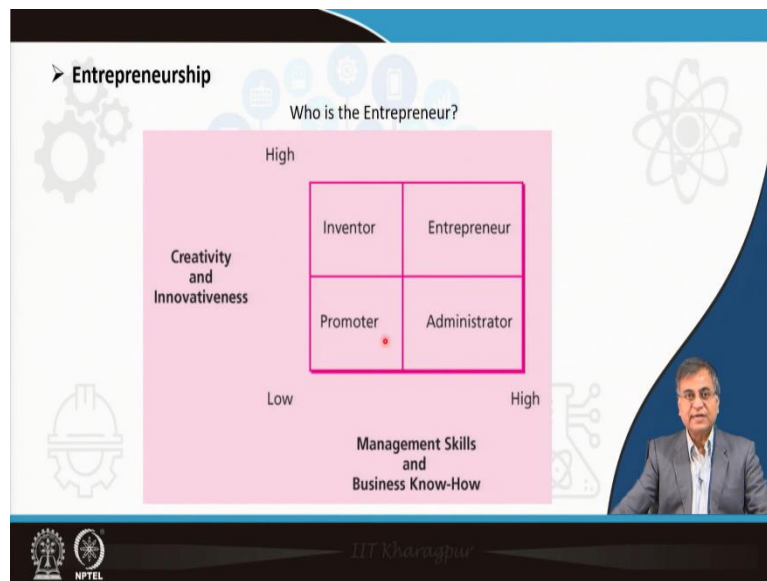 ➢ Entrepreneurship
Who is the Entrepreneur?
High
Inventor Entrepreneur
Creativity
and
Innovativeness
Promoter Administrator
Low High
Management Skills
and
Business Know-How
NPTEL
IIT Kharagpur